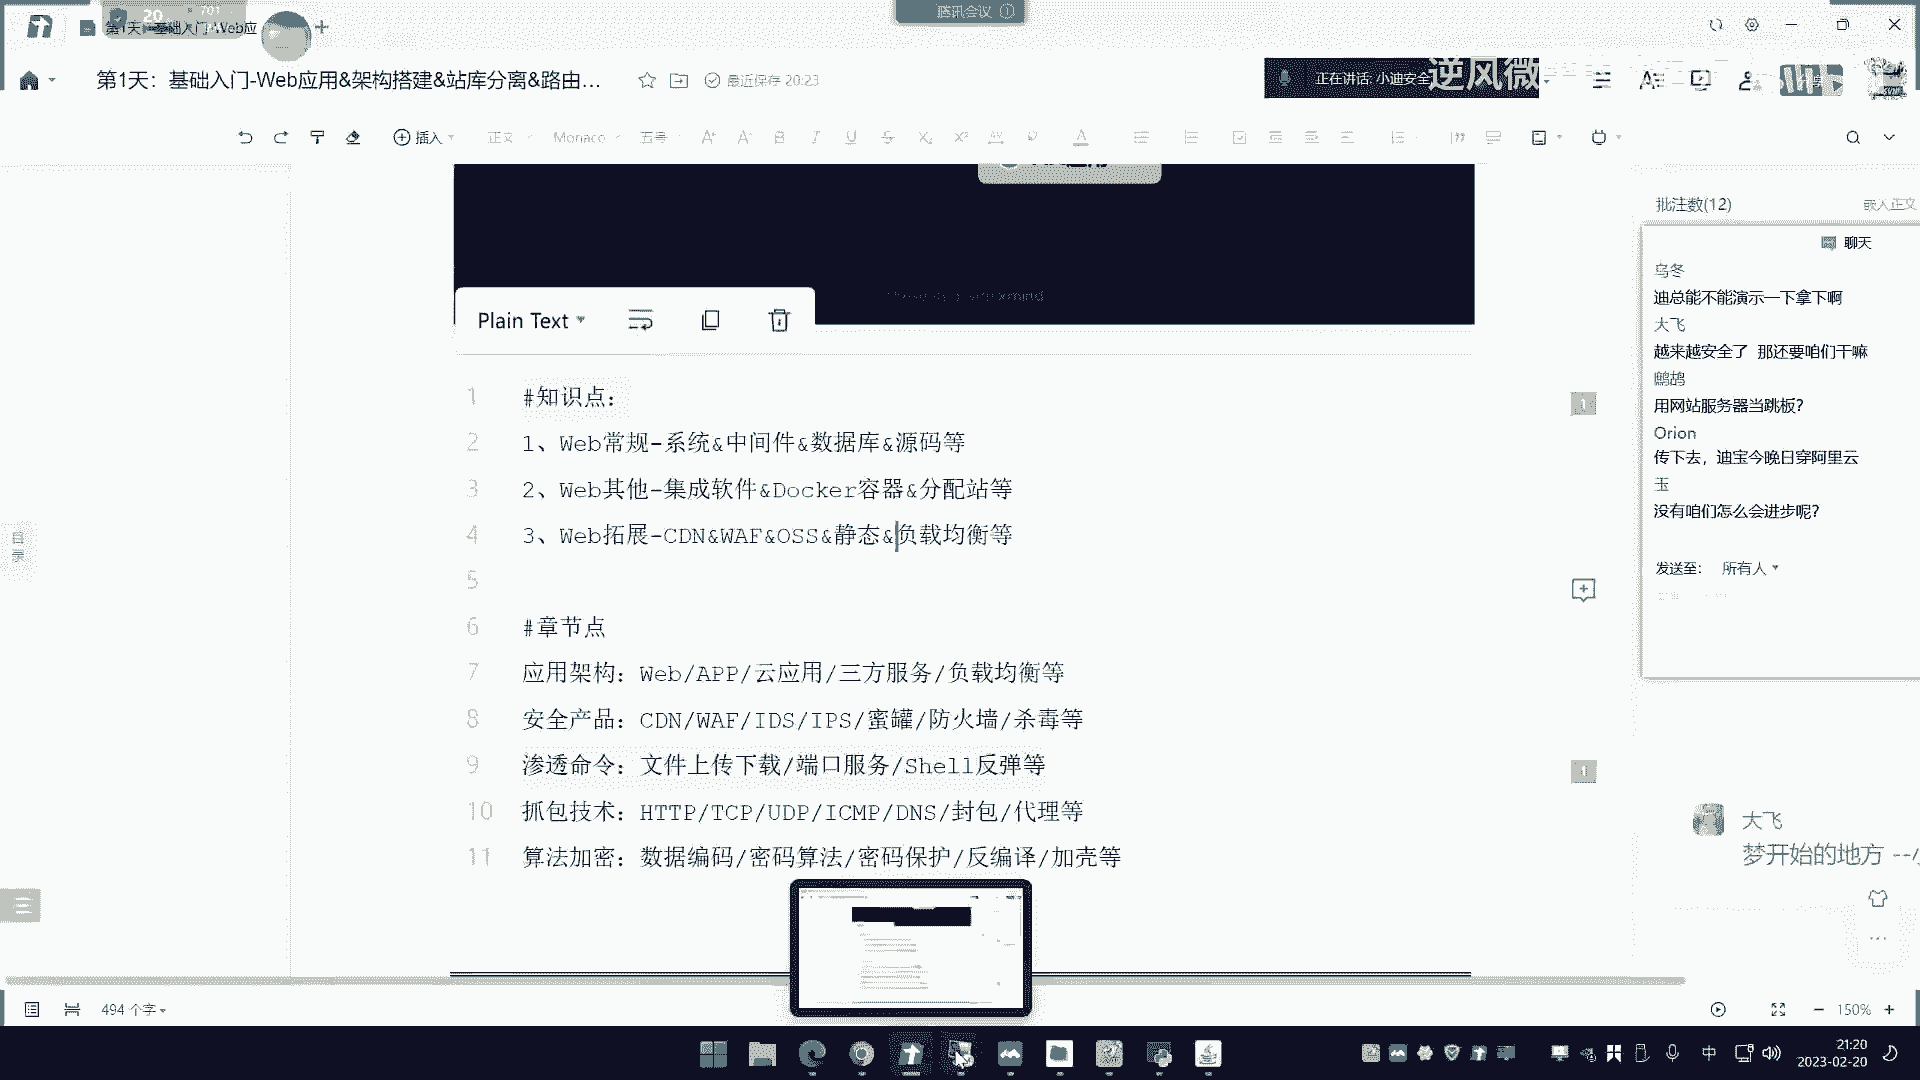 腾讯会议
第1天：基础入门-Web应
第1天：基础入门-Web应用&架构搭建&站库分离&路由...
最近保存 20:23
正在讲话: 小迪安全
逆风微
插入
正文
Monaco
五号
批注数(12)
嵌入正文
聊天
乌冬
迪总能不能演示一下拿下啊
大飞
越来越安全了 那还要咱们干嘛
鹧鸪
用网站服务器当跳板?
Orion
传下去，迪宝今晚日穿阿里云
玉
没有咱们怎么会进步呢?
发送至: 所有人
Plain Text
1 #知识点：
2 1、Web常规-系统&中间件&数据库&源码等
3 2、Web其他-集成软件&Docker容器&分配站等
4 3、Web拓展-CDN&WAF&OSS&静态&负载均衡等
5
6 #章节点
7 应用架构：Web/APP/云应用/三方服务/负载均衡等
8 安全产品：CDN/WAF/IDS/IPS/蜜罐/防火墙/杀毒等
9 渗透命令：文件上传下载/端口服务/Shell反弹等
10 抓包技术：HTTP/TCP/UDP/ICMP/DNS/封包/代理等
11 算法加密：数据编码/密码算法/密码保护/反编译/加壳等
目录
大飞
梦开始的地方
494 个字
150%
中
21:20
2023-02-20